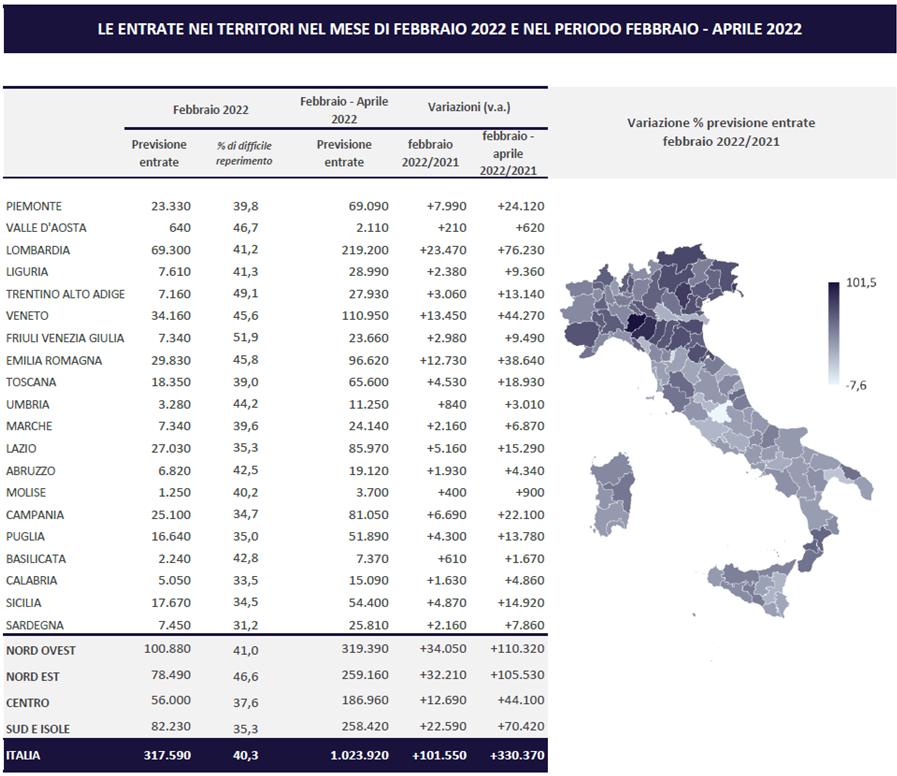 LE ENTRATE NEI TERRITORI NEL MESE DI FEBBRAIO 2022 E NEL PERIODO FEBBRAIO - APRILE 2022
Febbraio 2022
Febbraio - Aprile 2022
Variazioni (v.a.)
Variazione % previsione entrate
febbraio 2022/2021
Previsione entrate
% di difficile reperimento
Previsione entrate
febbraio 2022/2021
febbraio - aprile 2022/2021
PIEMONTE 23.330 39,8 69.090 +7.990 +24.120
VALLE D'AOSTA 640 46,7 2.110 +210 +620
LOMBARDIA 69.300 41,2 219.200 +23.470 +76.230
LIGURIA 7.610 41,3 28.990 +2.380 +9.360
TRENTINO ALTO ADIGE 7.160 49,1 27.930 +3.060 +13.140
VENETO 34.160 45,6 110.950 +13.450 +44.270
FRIULI VENEZIA GIULIA 7.340 51,9 23.660 +2.980 +9.490
EMILIA ROMAGNA 29.830 45,8 96.620 +12.730 +38.640
TOSCANA 18.350 39,0 65.600 +4.530 +18.930
UMBRIA 3.280 44,2 11.250 +840 +3.010
MARCHE 7.340 39,6 24.140 +2.160 +6.870
LAZIO 27.030 35,3 85.970 +5.160 +15.290
ABRUZZO 6.820 42,5 19.120 +1.930 +4.340
MOLISE 1.250 40,2 3.700 +400 +900
CAMPANIA 25.100 34,7 81.050 +6.690 +22.100
PUGLIA 16.640 35,0 51.890 +4.300 +13.780
BASILICATA 2.240 42,8 7.370 +610 +1.670
CALABRIA 5.050 33,5 15.090 +1.630 +4.860
SICILIA 17.670 34,5 54.400 +4.870 +14.920
SARDEGNA 7.450 31,2 25.810 +2.160 +7.860
NORD OVEST 100.880 41,0 319.390 +34.050 +110.320
NORD EST 78.490 46,6 259.160 +32.210 +105.530
CENTRO 56.000 37,6 186.960 +12.690 +44.100
SUD E ISOLE 82.230 35,3 258.420 +22.590 +70.420
ITALIA 317.590 40,3 1.023.920 +101.550 +330.370
101,5
-7,6